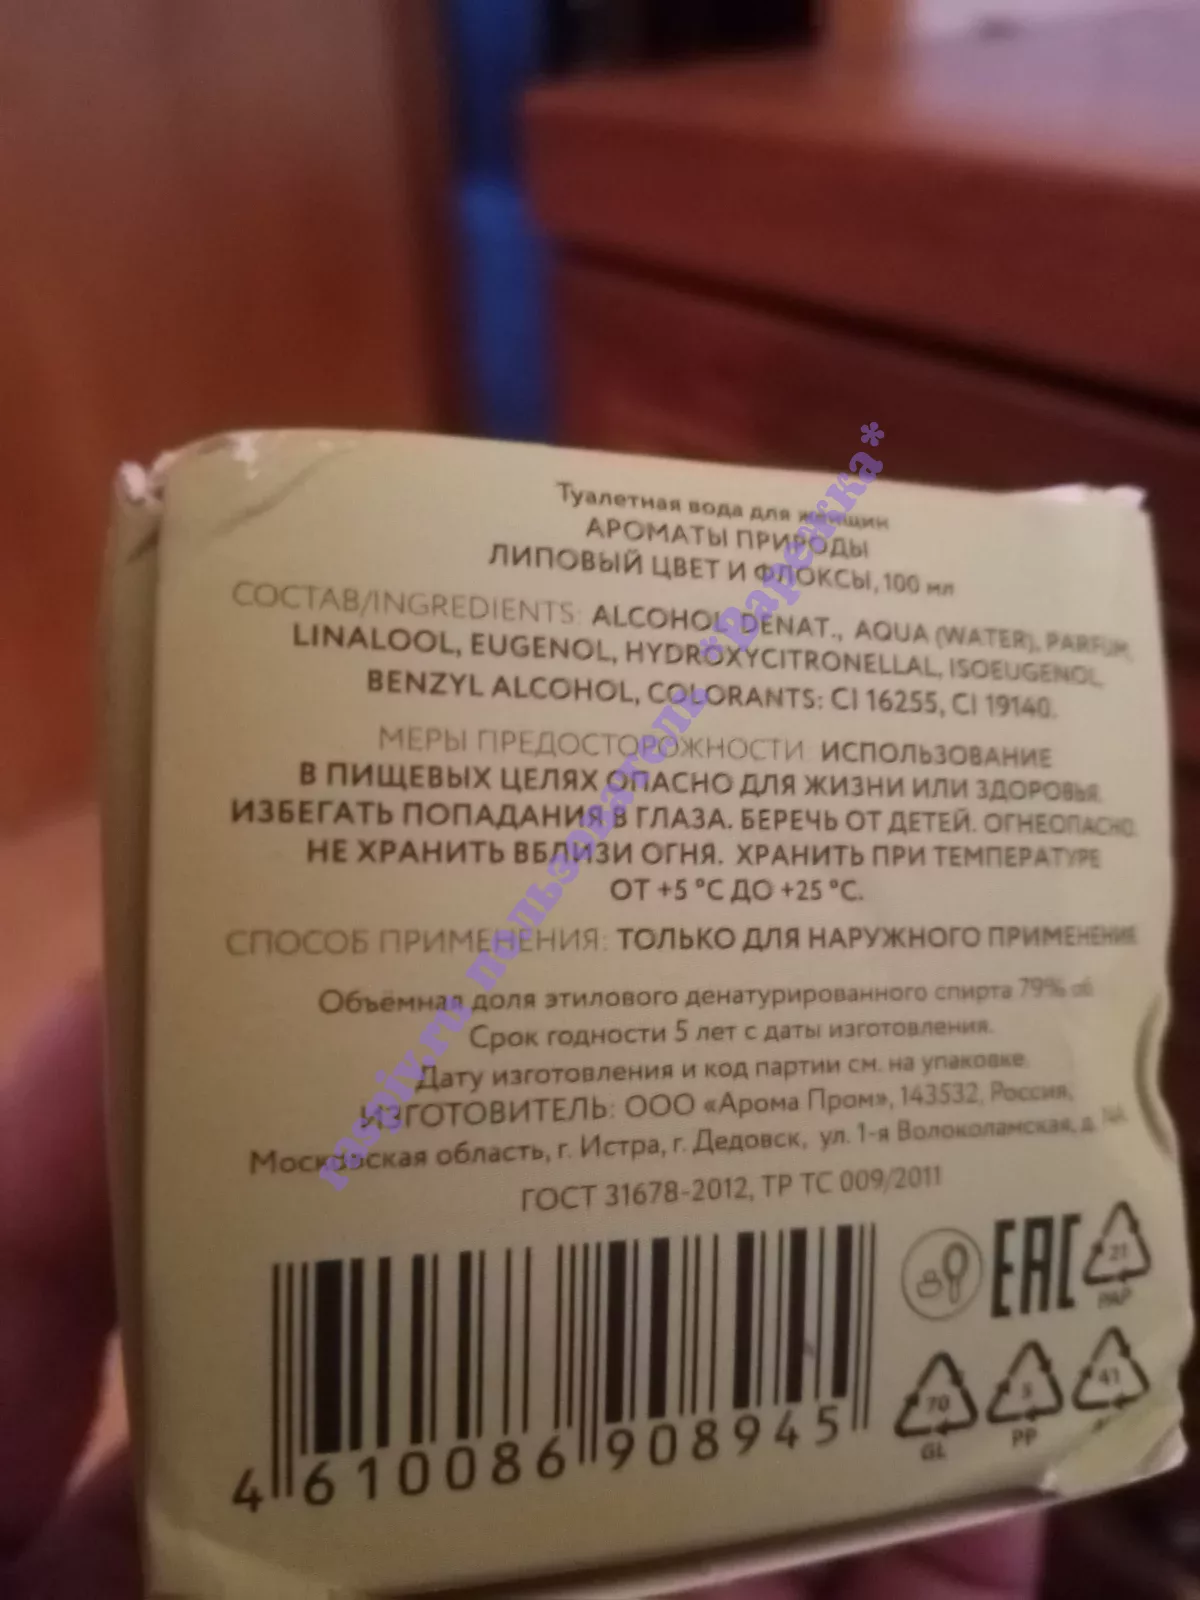 Туалетная вода для женщин
АРОМАТЫ ПРИРОДЫ
ЛИПОВЫЙ ЦВЕТ И ФЛОКСЫ, 100 мл
СОСТАВ/INGREDIENTS: ALCOHOL DENAT., AQUA (WATER), PARFUM,
LINALOOL, EUGENOL, HYDROXYCITRONELLAL, ISOEUGENOL,
BENZYL ALCOHOL, COLORANTS: CI 16255, CI 19140.
МЕРЫ ПРЕДОСТОРОЖНОСТИ: ИСПОЛЬЗОВАНИЕ
В ПИЩЕВЫХ ЦЕЛЯХ ОПАСНО ДЛЯ ЖИЗНИ ИЛИ ЗДОРОВЬЯ.
ИЗБЕГАТЬ ПОПАДАНИЯ В ГЛАЗА. БЕРЕЧЬ ОТ ДЕТЕЙ. ОГНЕОПАСНО.
НЕ ХРАНИТЬ ВБЛИЗИ ОГНЯ. ХРАНИТЬ ПРИ ТЕМПЕРАТУРЕ
ОТ +5 °C ДО +25 °C.
СПОСОБ ПРИМЕНЕНИЯ: ТОЛЬКО ДЛЯ НАРУЖНОГО ПРИМЕНЕНИЯ
Объёмная доля этилового денатурированного спирта 79% об
Срок годности 5 лет с даты изготовления.
Дату изготовления и код партии см. на упаковке.
ИЗГОТОВИТЕЛЬ: ООО «Арома Пром», 143532, Россия,
Московская область, г. Истра, г. Дедовск, ул. 1-я Волоколамская, д.
ГОСТ 31678-2012, ТР ТС 009/2011
EAC
21
PAP
70
GL
5
PP
41
4 610086 908945
raspiv.ru пользователь *Варежка*